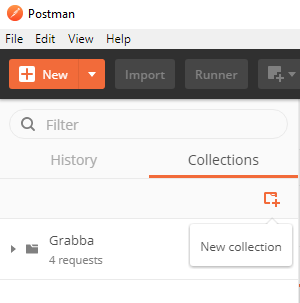 Postman
File Edit View Help
New Import Runner
Filter
History Collections
New collection
Grabba
4 requests